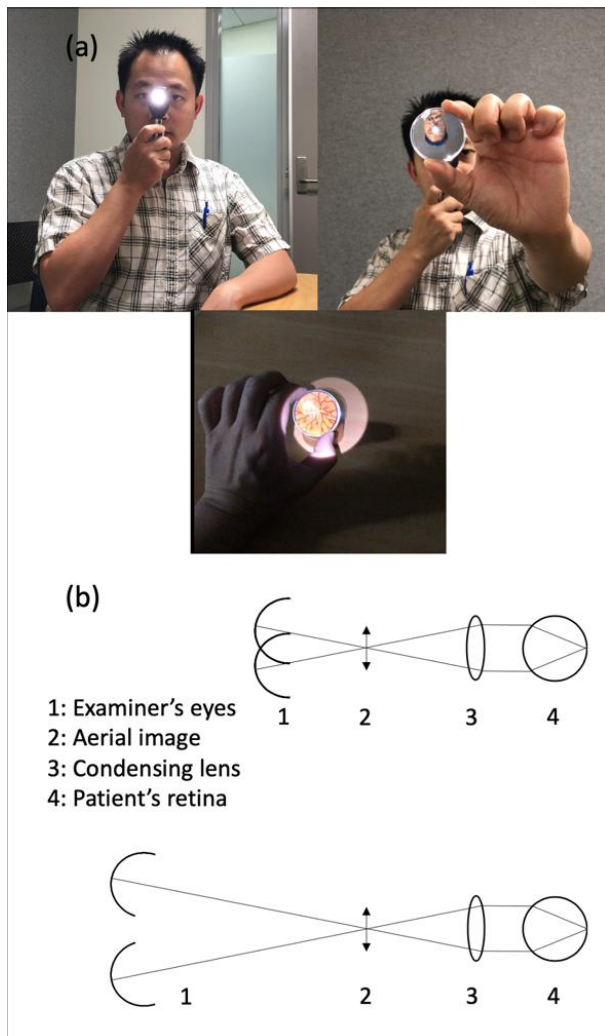 (a)
(b)
1 2 3 4
1: Examiner's eyes
2: Aerial image
3: Condensing lens
4: Patient's retina
1 2 3 4